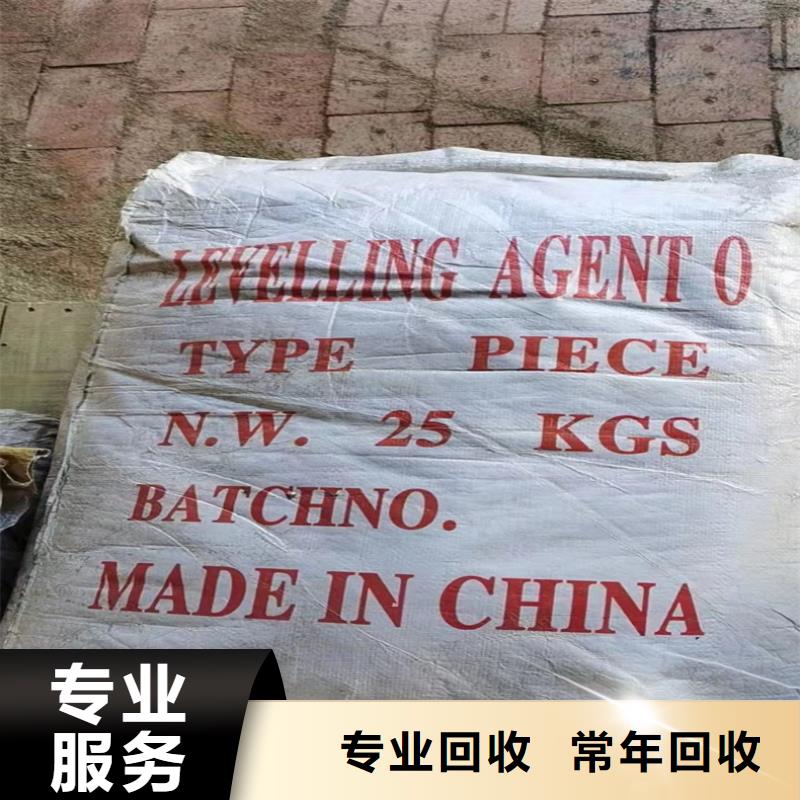 LEVELLING AGENT O
TYPE PIECE
N.W. 25 KGS
BATCHNO.
MADE IN CHINA
专业
服务
专业回收 常年回收